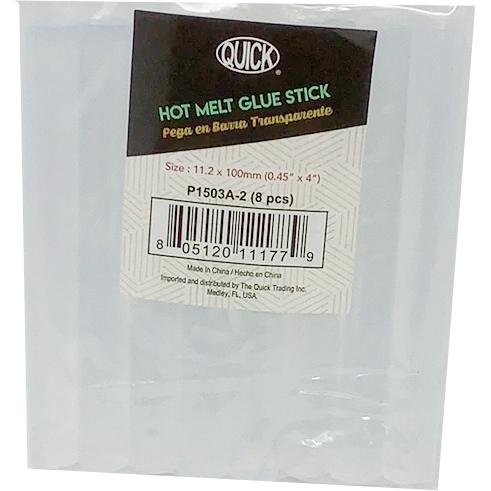 QUICK®
HOT MELT GLUE STICK
Pega en Barra Transparente
Size : 11.2 x 100mm (0.45" x 4")
P1503A-2 (8 pcs)
8 05120 11177 9
Made In China / Hecho en China
Imported and distributed by The Quick Trading Inc.
Medley, FL, USA.